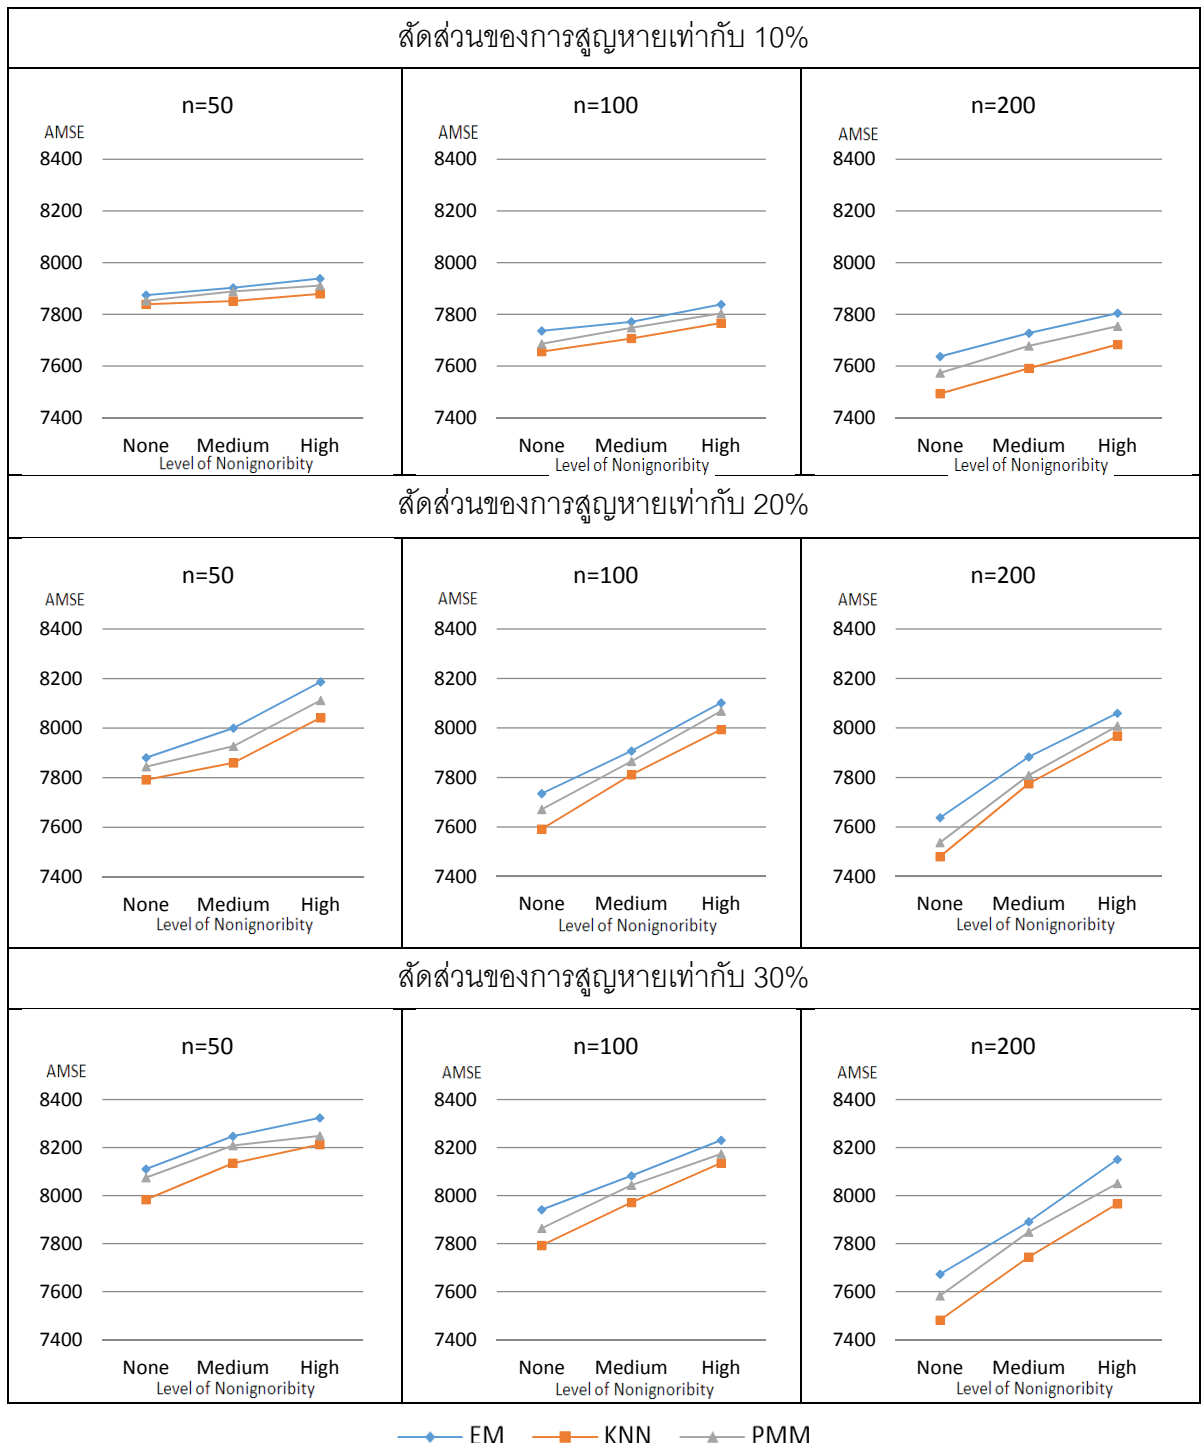 สัดส่วนของการสูญหายเท่ากับ 10%
n=50
AMSE
8400
8200
8000
7800
7600
7400
None Medium High
Level of Nonignoribity
n=100
AMSE
8400
8200
8000
7800
7600
7400
None Medium High
Level of Nonignoribity
n=200
AMSE
8400
8200
8000
7800
7600
7400
None Medium High
Level of Nonignoribity
สัดส่วนของการสูญหายเท่ากับ 20%
n=50
AMSE
8400
8200
8000
7800
7600
7400
None Medium High
Level of Nonignoribity
n=100
AMSE
8400
8200
8000
7800
7600
7400
None Medium High
Level of Nonignoribity
n=200
AMSE
8400
8200
8000
7800
7600
7400
None Medium High
Level of Nonignoribity
สัดส่วนของการสูญหายเท่ากับ 30%
n=50
AMSE
8400
8200
8000
7800
7600
7400
None Medium High
Level of Nonignoribity
n=100
AMSE
8400
8200
8000
7800
7600
7400
None Medium High
Level of Nonignoribity
n=200
AMSE
8400
8200
8000
7800
7600
7400
None Medium High
Level of Nonignoribity
EM KNN PMM